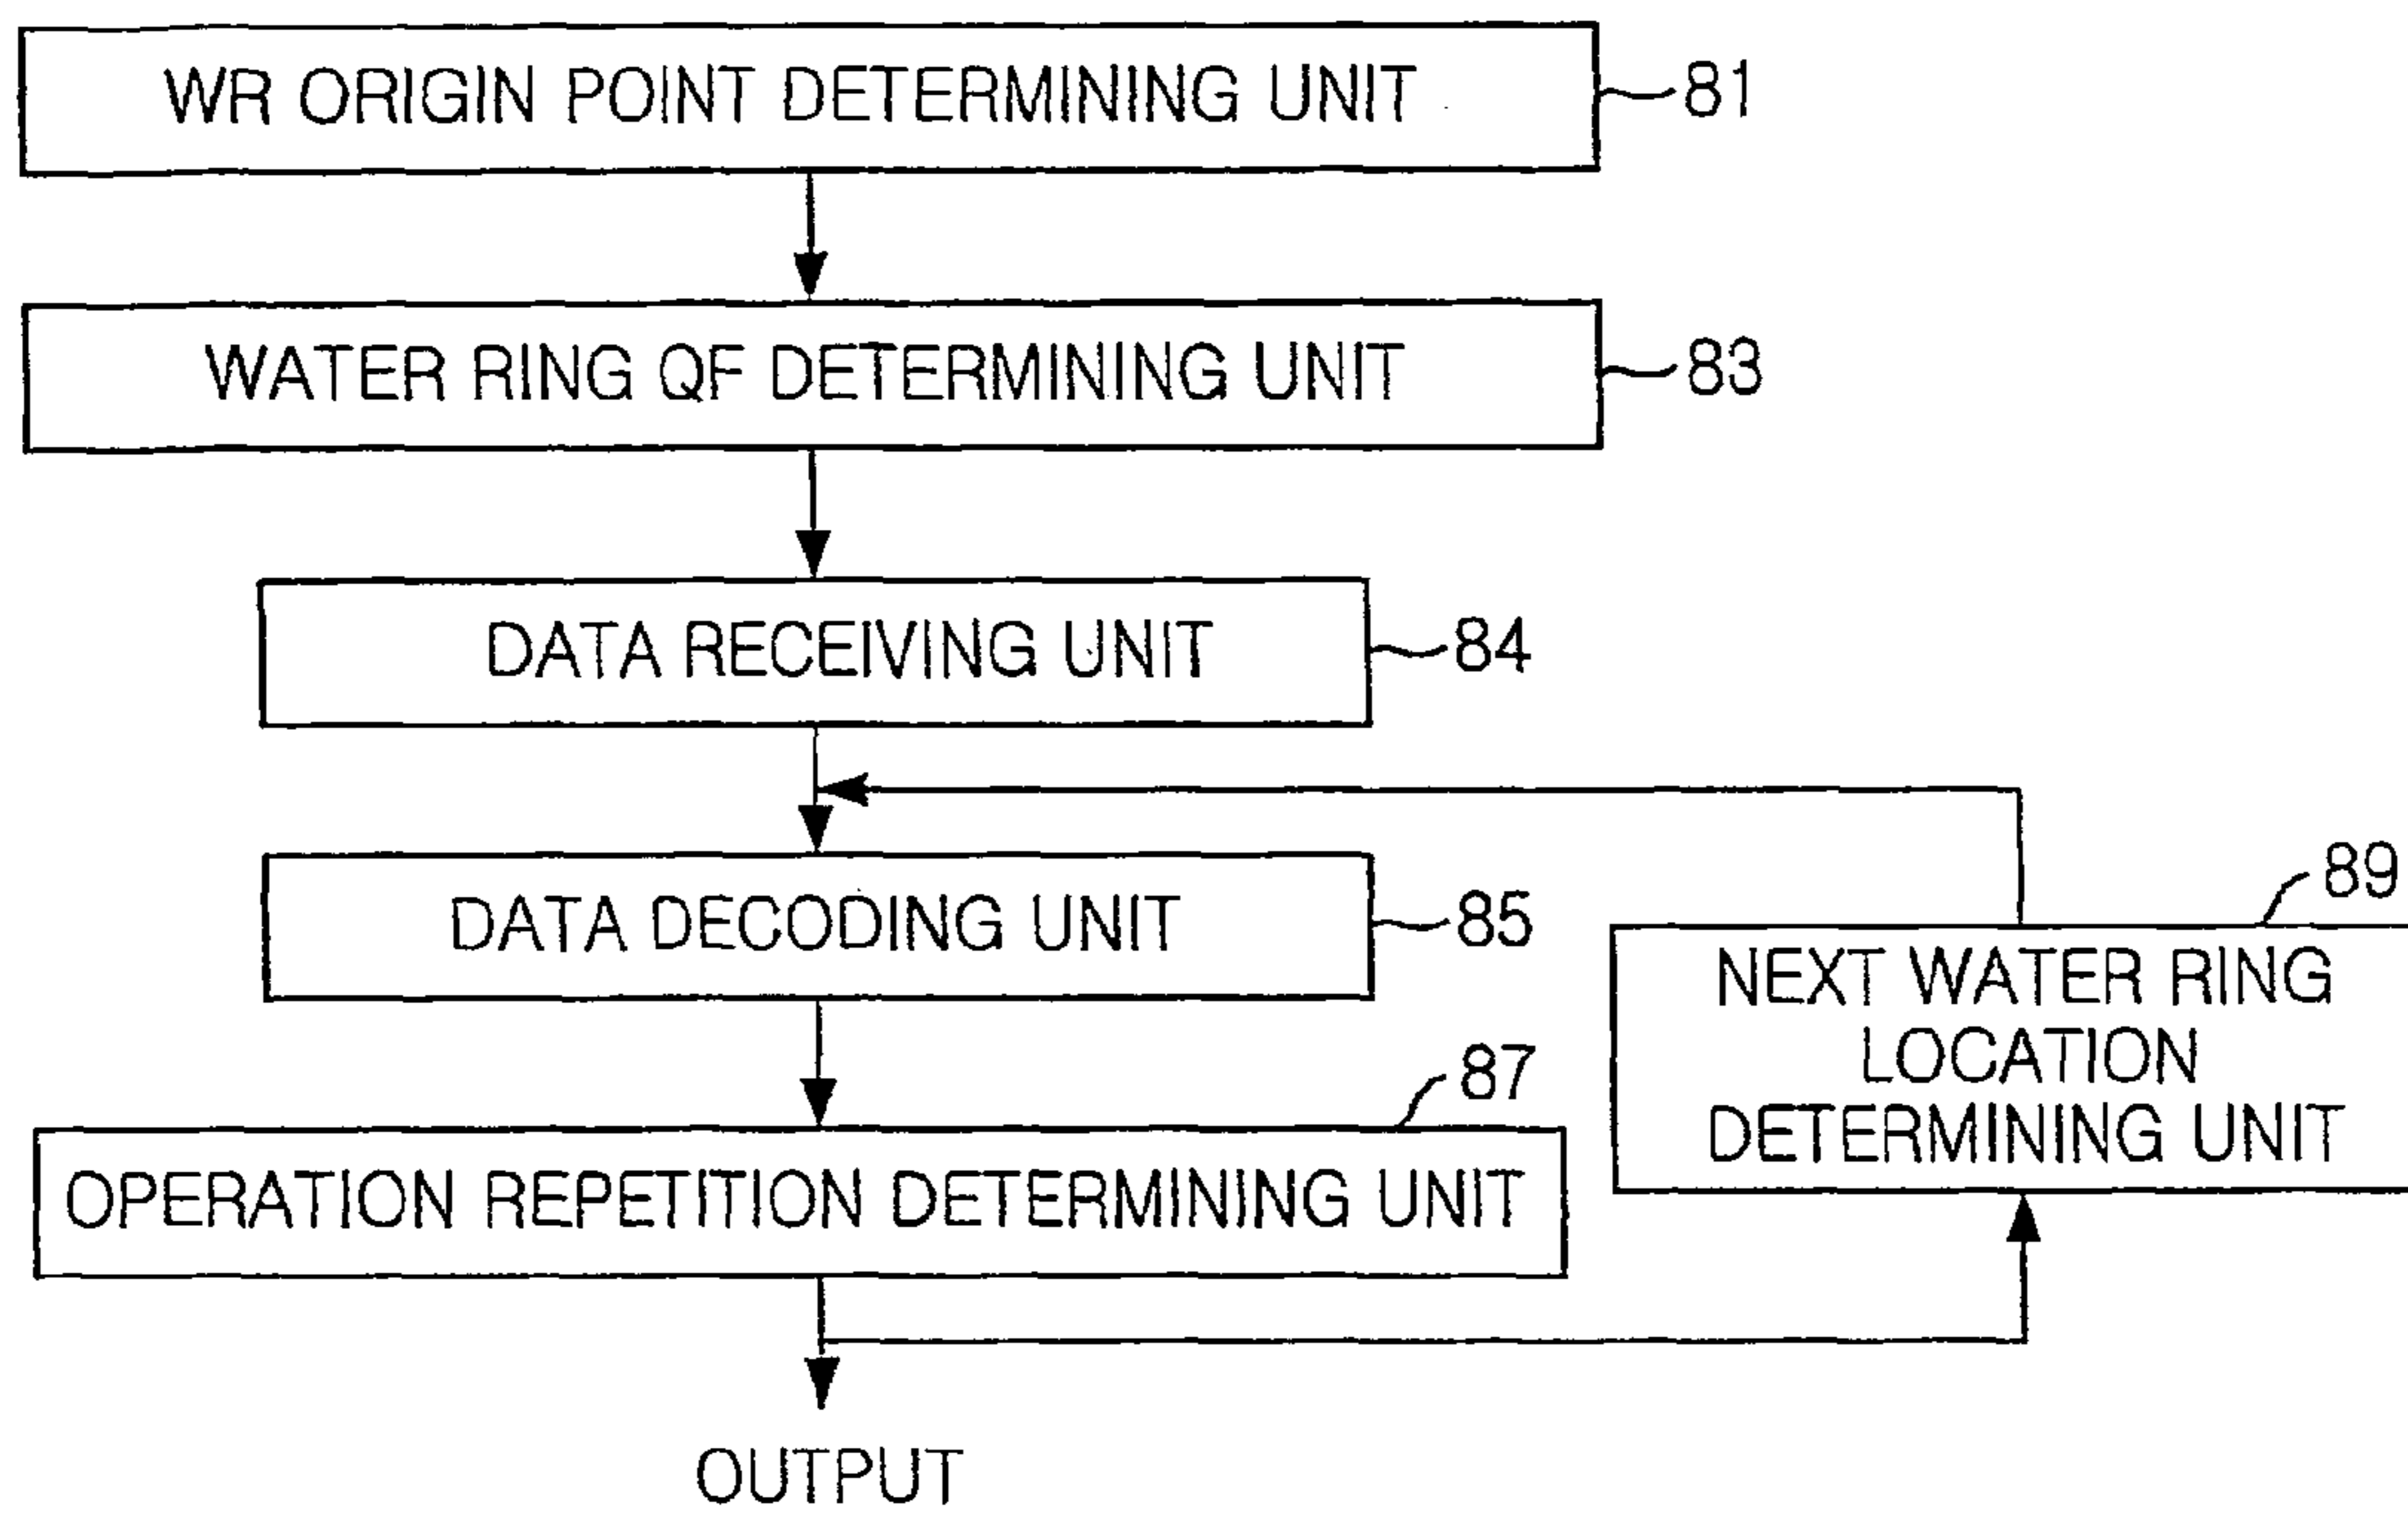 WR ORIGIN POINT DETERMINING UNIT
81
WATER RING QF DETERMINING UNIT
83
DATA RECEIVING UNIT
84
DATA DECODING UNIT
85
89
NEXT WATER RING
LOCATION
DETERMINING UNIT
87
OPERATION REPETITION DETERMINING UNIT
OUTPUT